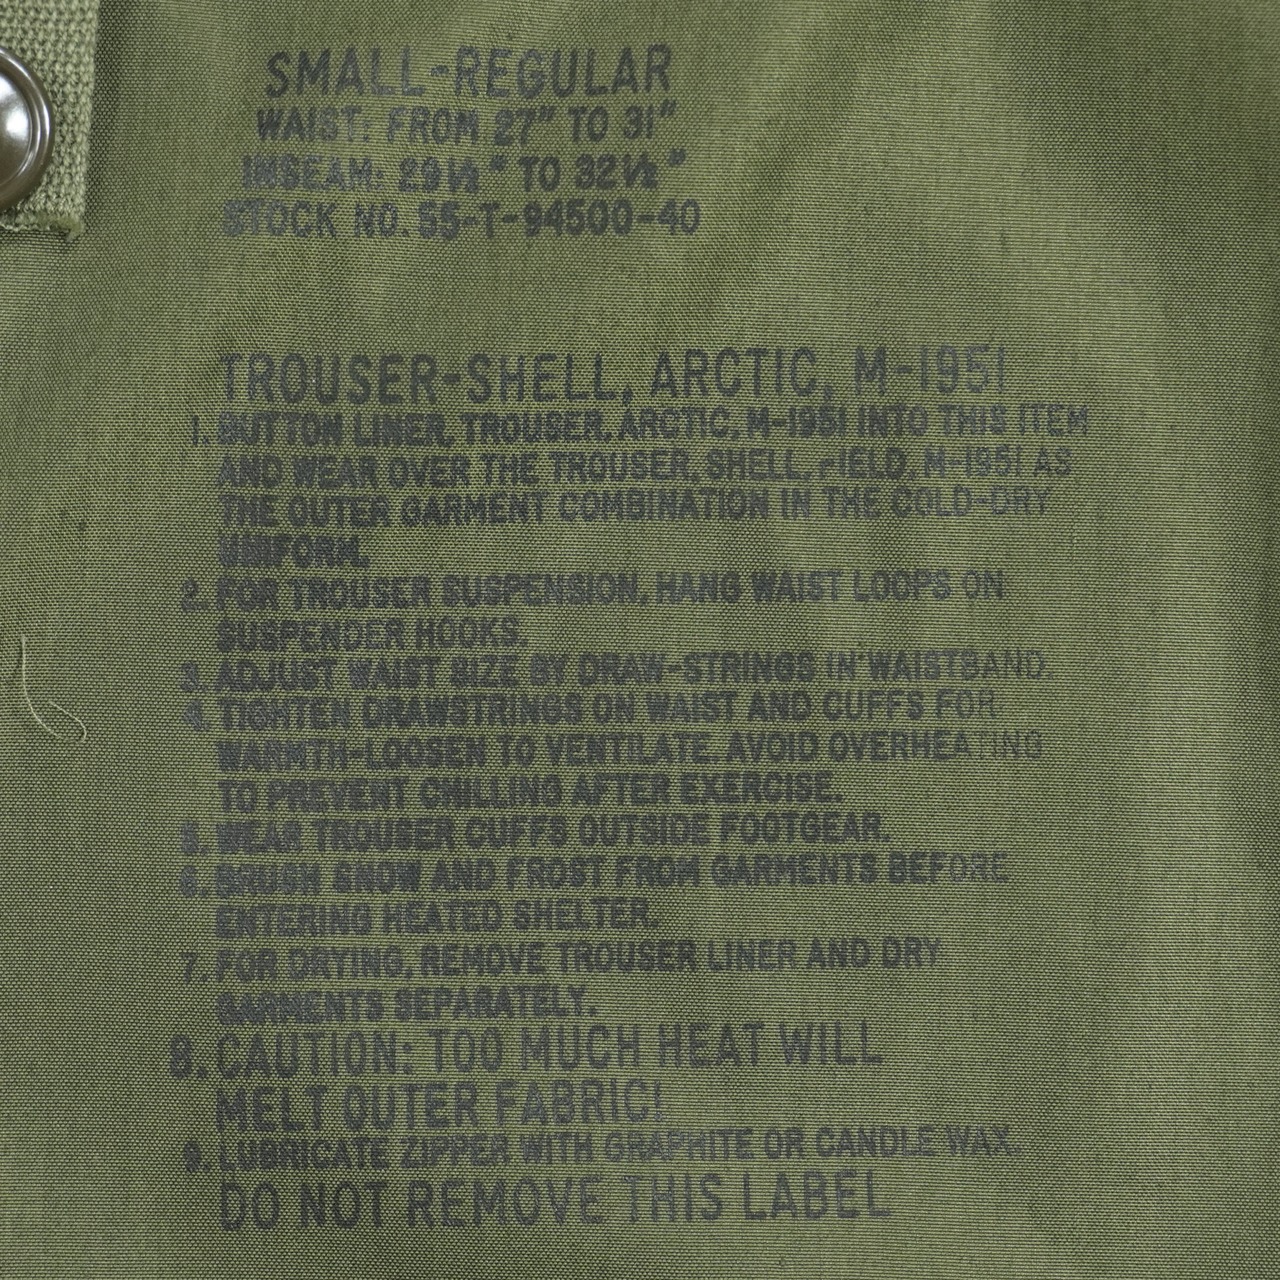 SMALL-REGULAR
WAIST: FROM 27" TO 31"
INSEAM: 29½" TO 32½"
STOCK NO. 55-T-94500-40
TROUSER-SHELL, ARCTIC, M-1951
1. BUTTON LINER, TROUSER, ARCTIC, M-1951 INTO THIS ITEM
AND WEAR OVER THE TROUSER, SHELL, FIELD, M-1951 AS
THE OUTER GARMENT COMBINATION IN THE COLD-DRY
UNIFORM.
2. FOR TROUSER SUSPENSION, HANG WAIST LOOPS ON
SUSPENDER HOOKS.
3. ADJUST WAIST SIZE BY DRAW-STRINGS IN WAISTBAND.
4. TIGHTEN DRAWSTRINGS ON WAIST AND CUFFS FOR
WARMTH-LOOSEN TO VENTILATE. AVOID OVERHEATING
TO PREVENT CHILLING AFTER EXERCISE.
5. WEAR TROUSER CUFFS OUTSIDE FOOTGEAR.
6. BRUSH SNOW AND FROST FROM GARMENTS BEFORE
ENTERING HEATED SHELTER.
7. FOR DRYING, REMOVE TROUSER LINER AND DRY
GARMENTS SEPARATELY.
8. CAUTION: TOO MUCH HEAT WILL
MELT OUTER FABRIC!
9. LUBRICATE ZIPPER WITH GRAPHITE OR CANDLE WAX.
DO NOT REMOVE THIS LABEL